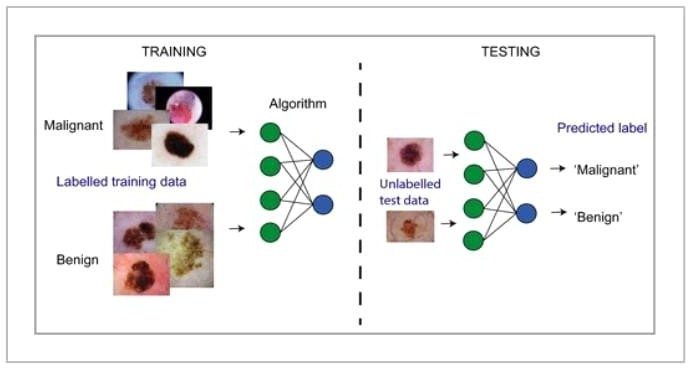 TRAINING
TESTING
Algorithm
Malignant
Labelled training data
Benign
Predicted label
Unlabelled
test data
‘Malignant’
‘Benign’